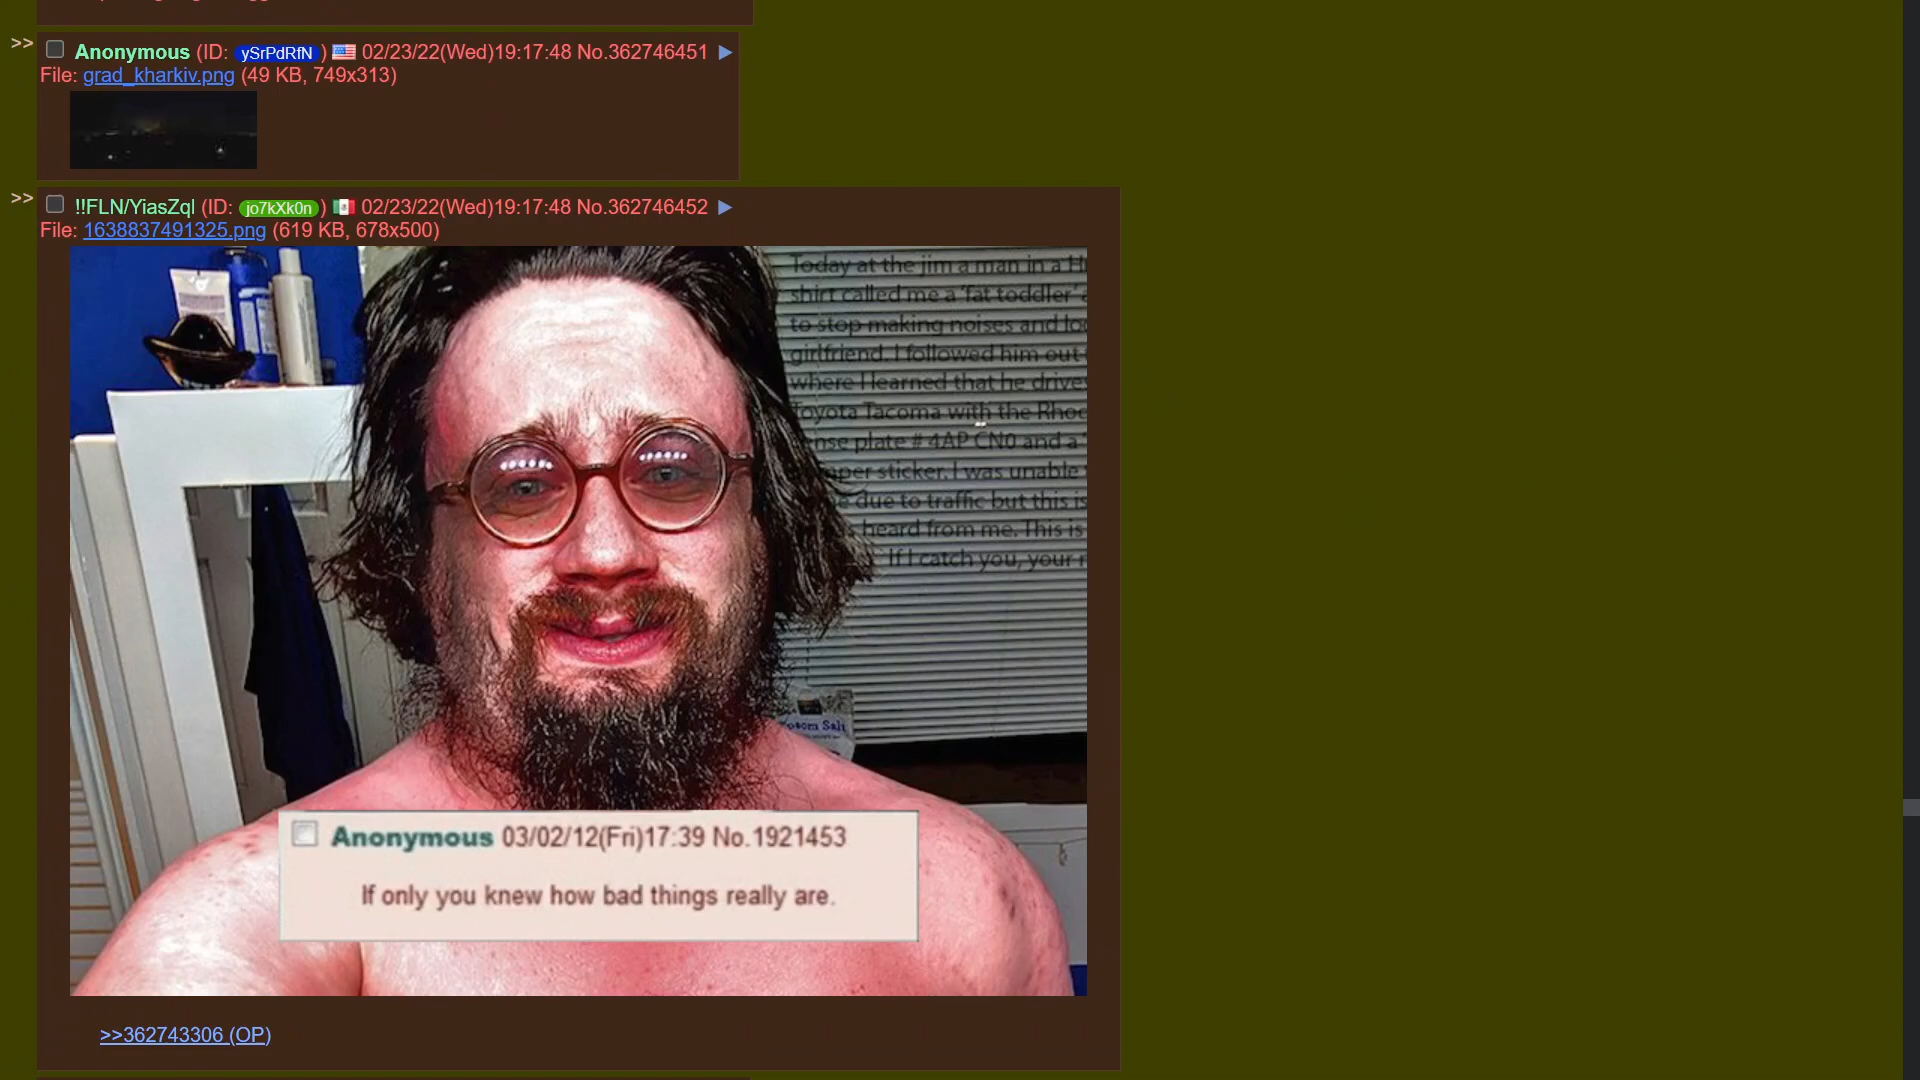 >> Anonymous (ID: ySrPdRfN) 02/23/22(Wed)19:17:48 No.362746451 ▶
File: grad_kharkiv.png (49 KB, 749x313)
>> !!FLN/YiasZql (ID: jo7kXk0n) 02/23/22(Wed)19:17:48 No.362746452 ▶
File: 1638837491325.png (619 KB, 678x500)
Today at the jim a man in a
shirt called me a 'fat toddler'
to stop making noises and
girlfriend. I followed him out
where I learned that he drives
Toyota Tacoma with the
plate # 4AP CN0 and a
sticker. I was unable
due to traffic but this is
heard from me. This is
If I catch you, your
Salt
Anonymous 03/02/12(Fri)17:39 No.1921453
If only you knew how bad things really are.
>>362743306 (OP)